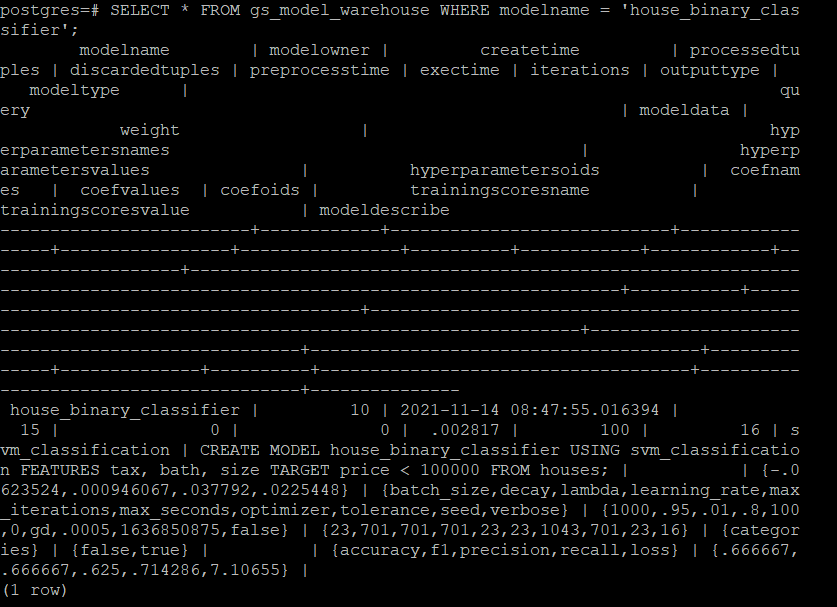 postgres=# SELECT * FROM gs_model_warehouse WHERE modelname = 'house_binary_clas
sifier';
        modelname        | modelowner |         createtime         | processedtu
ples | discardedtuples | preprocesstime | exectime | iterations | outputtype |
   modeltype      |                                                           qu
ery                                                           | modeldata |
            weight                  |                                        hyp
erparametersnames                                         |               hyperp
arametersvalues               |          hyperparametersoids          |  coefnam
es   |  coefvalues  | coefoids |         trainingscoresname          |
trainingscoresvalue           | modeldescribe
-------------------------+------------+----------------------------+------------
-----+-----------------+----------------+----------+------------+------------+--
------------------+-------------------------------------------------------------
--------------------------------------------------------------+-----------+-----
------------------------------------+-------------------------------------------
----------------------------------------------------------+---------------------
------------------------------+---------------------------------------+---------
-----+--------------+----------+-------------------------------------+----------
------------------------------+---------------
 house_binary_classifier |         10 | 2021-11-14 08:47:55.016394 |
  15 |               0 |              0 |  .002817 |        100 |         16 | s
vm_classification | CREATE MODEL house_binary_classifier USING svm_classificatio
n FEATURES tax, bath, size TARGET price < 100000 FROM houses; |           | {-.0
623524,.000946067,.037792,.0225448} | {batch_size,decay,lambda,learning_rate,max
_iterations,max_seconds,optimizer,tolerance,seed,verbose} | {1000,.95,.01,.8,100
,0,gd,.0005,1636850875,false} | {23,701,701,701,23,23,1043,701,23,16} | {categor
ies} | {false,true} |          | {accuracy,f1,precision,recall,loss} | {.666667,
.666667,.625,.714286,7.10655} |
(1 row)